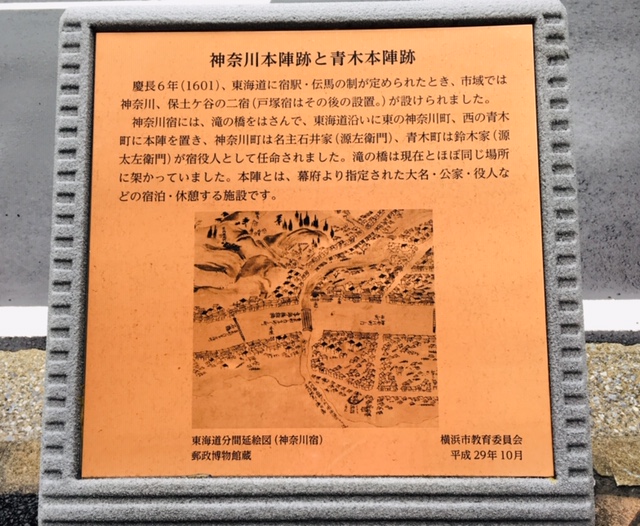 神奈川本陣跡と青木本陣跡
慶長6年(1601)、東海道に宿駅・伝馬の制が定められたとき、市域では
神奈川、保土ケ谷の二宿(戸塚宿はその後の設置。)が設けられました。
神奈川宿には、滝の橋をはさんで、東海道沿いに東の神奈川町、西の青木
町に本陣を置き、神奈川町は名主石井家(源左衛門)、青木町は鈴木家(源
太左衛門)が宿役人として任命されました。滝の橋は現在とほぼ同じ場所
に架かっていました。本陣とは、幕府より指定された大名・公家・役人な
どの宿泊・休憩する施設です。
東海道分間延絵図(神奈川宿)
郵政博物館蔵
横浜市教育委員会
平成29年10月